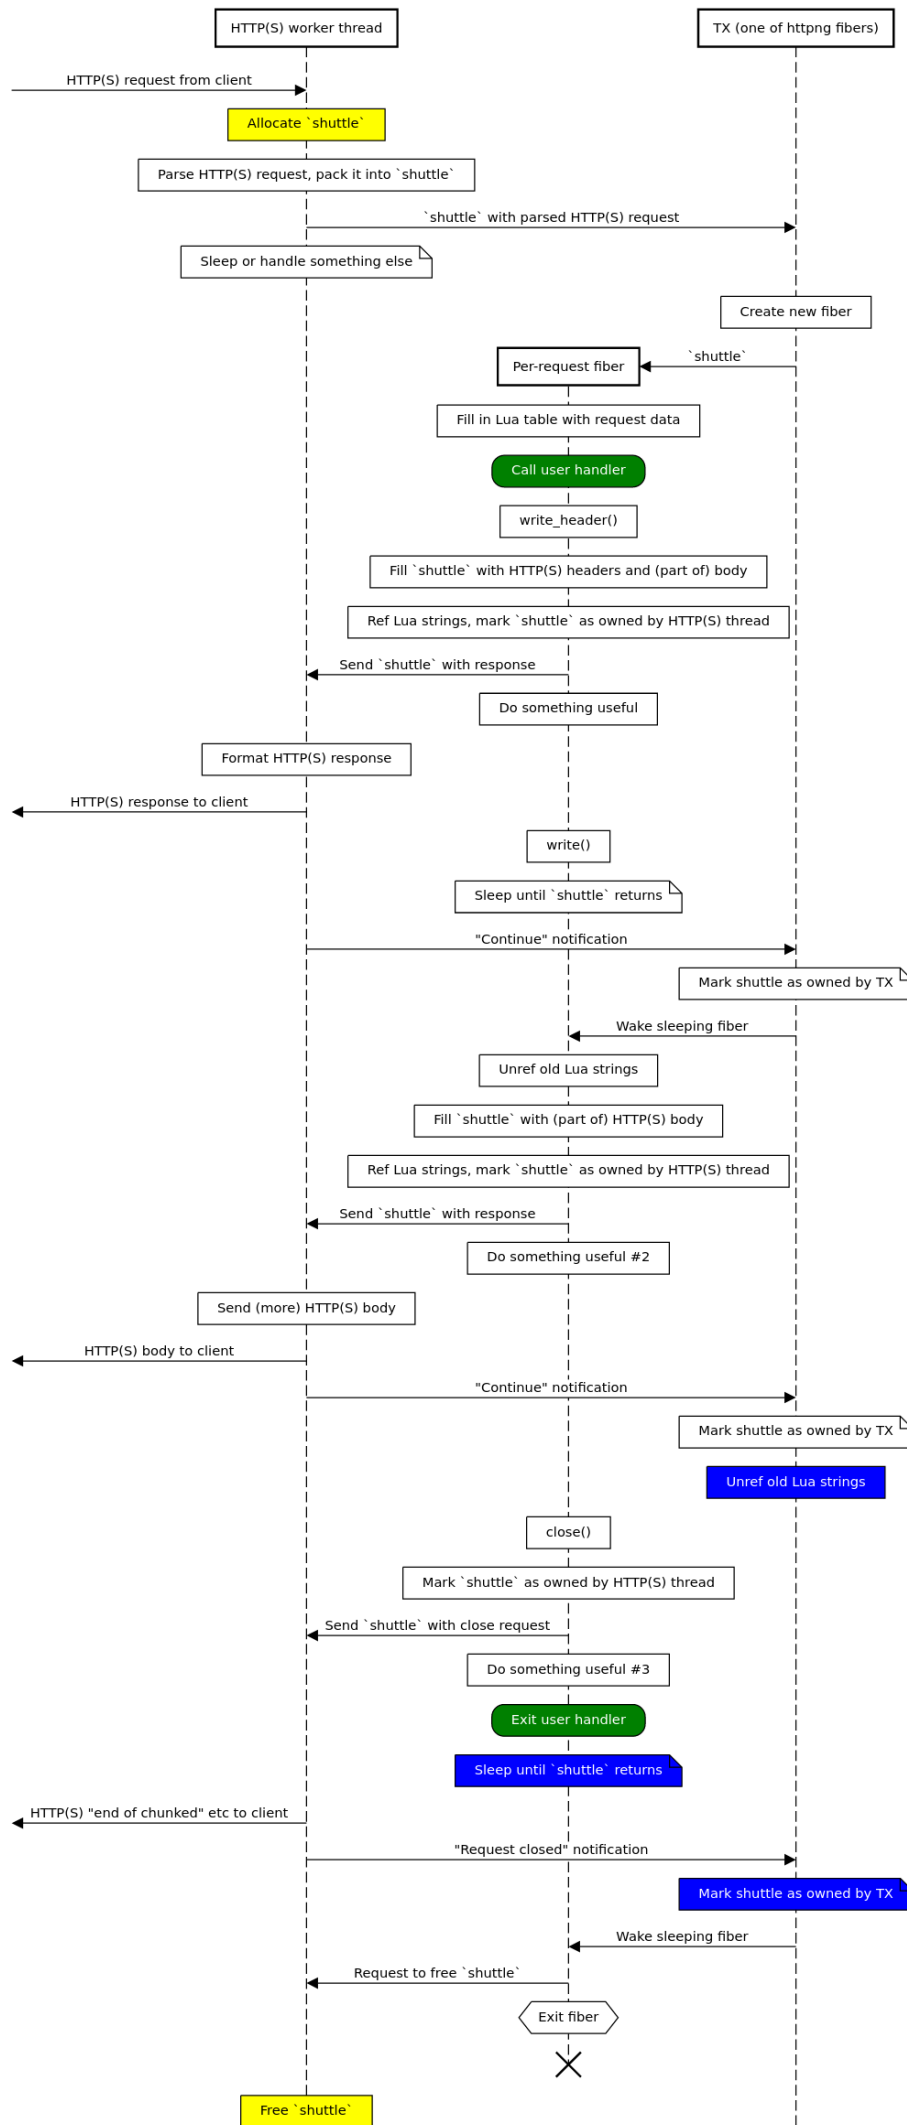 HTTP(S) worker thread
TX (one of httpng fibers)
HTTP(S) request from client
Allocate `shuttle`
Parse HTTP(S) request, pack it into `shuttle`
`shuttle` with parsed HTTP(S) request
Sleep or handle something else
Create new fiber
Per-request fiber
`shuttle`
Fill in Lua table with request data
Call user handler
write_header()
Fill `shuttle` with HTTP(S) headers and (part of) body
Ref Lua strings, mark `shuttle` as owned by HTTP(S) thread
Send `shuttle` with response
Do something useful
Format HTTP(S) response
HTTP(S) response to client
write()
Sleep until `shuttle` returns
"Continue" notification
Mark shuttle as owned by TX
Wake sleeping fiber
Unref old Lua strings
Fill `shuttle` with (part of) HTTP(S) body
Ref Lua strings, mark `shuttle` as owned by HTTP(S) thread
Send `shuttle` with response
Do something useful #2
Send (more) HTTP(S) body
HTTP(S) body to client
"Continue" notification
Mark shuttle as owned by TX
Unref old Lua strings
close()
Mark `shuttle` as owned by HTTP(S) thread
Send `shuttle` with close request
Do something useful #3
Exit user handler
Sleep until `shuttle` returns
HTTP(S) "end of chunked" etc to client
"Request closed" notification
Mark shuttle as owned by TX
Wake sleeping fiber
Request to free `shuttle`
Exit fiber
Free `shuttle`